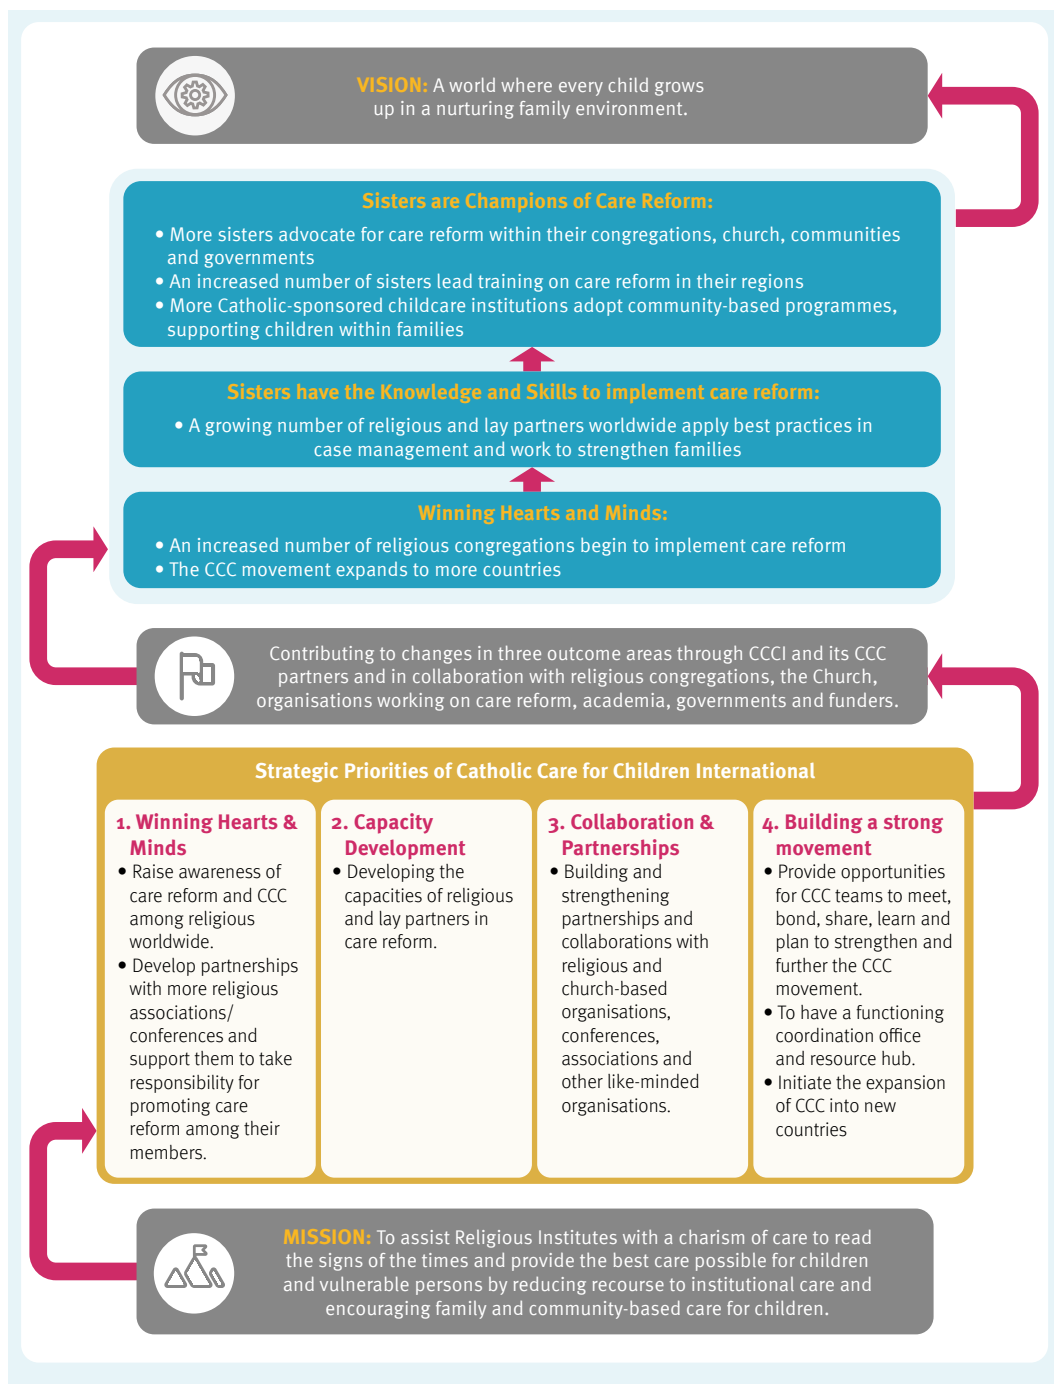 VISION: A world where every child grows
up in a nurturing family environment.
Sisters are Champions of Care Reform:
• More sisters advocate for care reform within their congregations, church, communities
and governments
• An increased number of sisters lead training on care reform in their regions
• More Catholic-sponsored childcare institutions adopt community-based programmes,
supporting children within families
Sisters have the Knowledge and Skills to implement care reform:
• A growing number of religious and lay partners worldwide apply best practices in
case management and work to strengthen families
Winning Hearts and Minds:
• An increased number of religious congregations begin to implement care reform
• The CCC movement expands to more countries
Contributing to changes in three outcome areas through CCCI and its CCC
partners and in collaboration with religious congregations, the Church,
organisations working on care reform, academia, governments and funders.
Strategic Priorities of Catholic Care for Children International
1. Winning Hearts &
Minds
• Raise awareness of
care reform and CCC
among religious
worldwide.
• Develop partnerships
with more religious
associations/
conferences and
support them to take
responsibility for
promoting care
reform among their
members.
2. Capacity
Development
• Developing the
capacities of religious
and lay partners in
care reform.
3. Collaboration &
Partnerships
• Building and
strengthening
partnerships and
collaborations with
religious and
church-based
organisations,
conferences,
associations and
other like-minded
organisations.
4. Building a strong
movement
• Provide opportunities
for CCC teams to meet,
bond, share, learn and
plan to strengthen and
further the CCC
movement.
• To have a functioning
coordination office
and resource hub.
• Initiate the expansion
of CCC into new
countries
MISSION: To assist Religious Institutes with a charism of care to read
the signs of the times and provide the best care possible for children
and vulnerable persons by reducing recourse to institutional care and
encouraging family and community-based care for children.